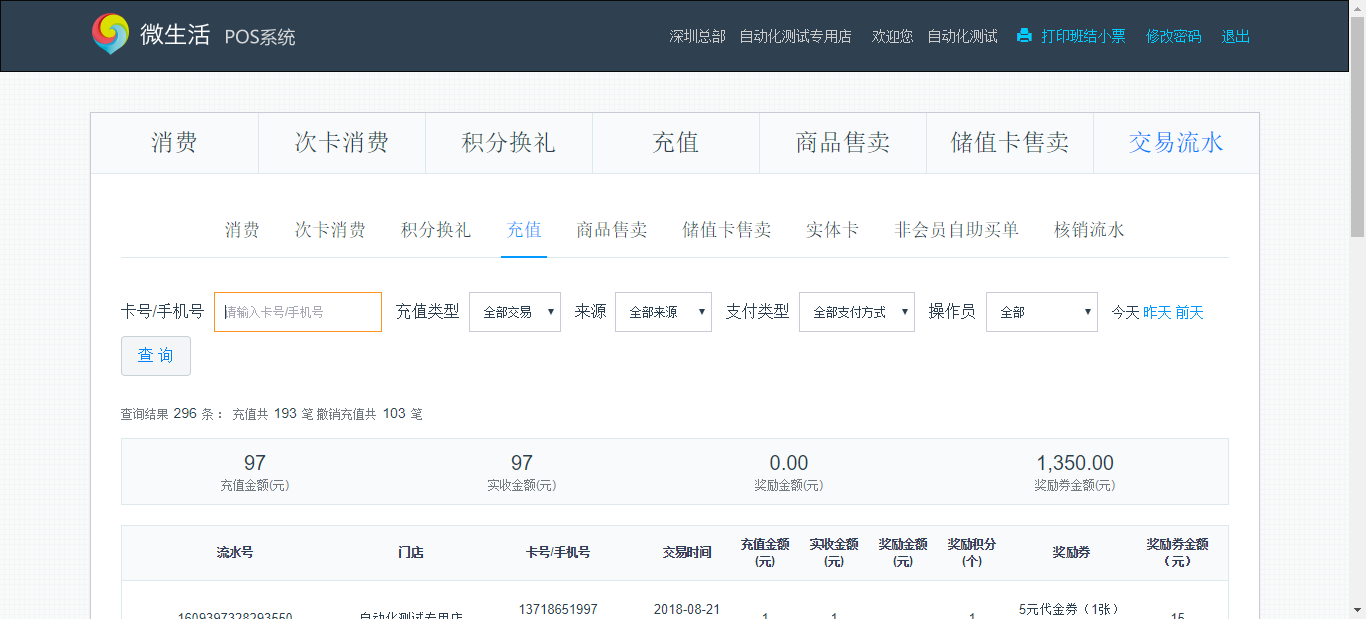 微生活 POS系统 深圳总部 自动化测试专用店 欢迎您 自动化测试 打印班结小票 修改密码 退出
消费 次卡消费 积分换礼 充值 商品售卖 储值卡售卖 交易流水
消费 次卡消费 积分换礼 充值 商品售卖 储值卡售卖 实体卡 非会员自助买单 核销流水
卡号/手机号 请输入卡号/手机号 充值类型 全部交易 来源 全部来源 支付类型 全部支付方式 操作员 全部 今天 昨天 前天
查 询
查询结果 296 条： 充值共 193 笔 撤销充值共 103 笔
97 97 0.00 1,350.00
充值金额(元) 实收金额(元) 奖励金额(元) 奖励券金额(元)
流水号 门店 卡号/手机号 交易时间 充值金额(元) 实收金额(元) 奖励金额(元) 奖励积分(个) 奖励券 奖励券金额（元）
13718651997 2018-08-21 5元代金券（1张）
1609397328293550 自动化测试专用店 1 1 1 15